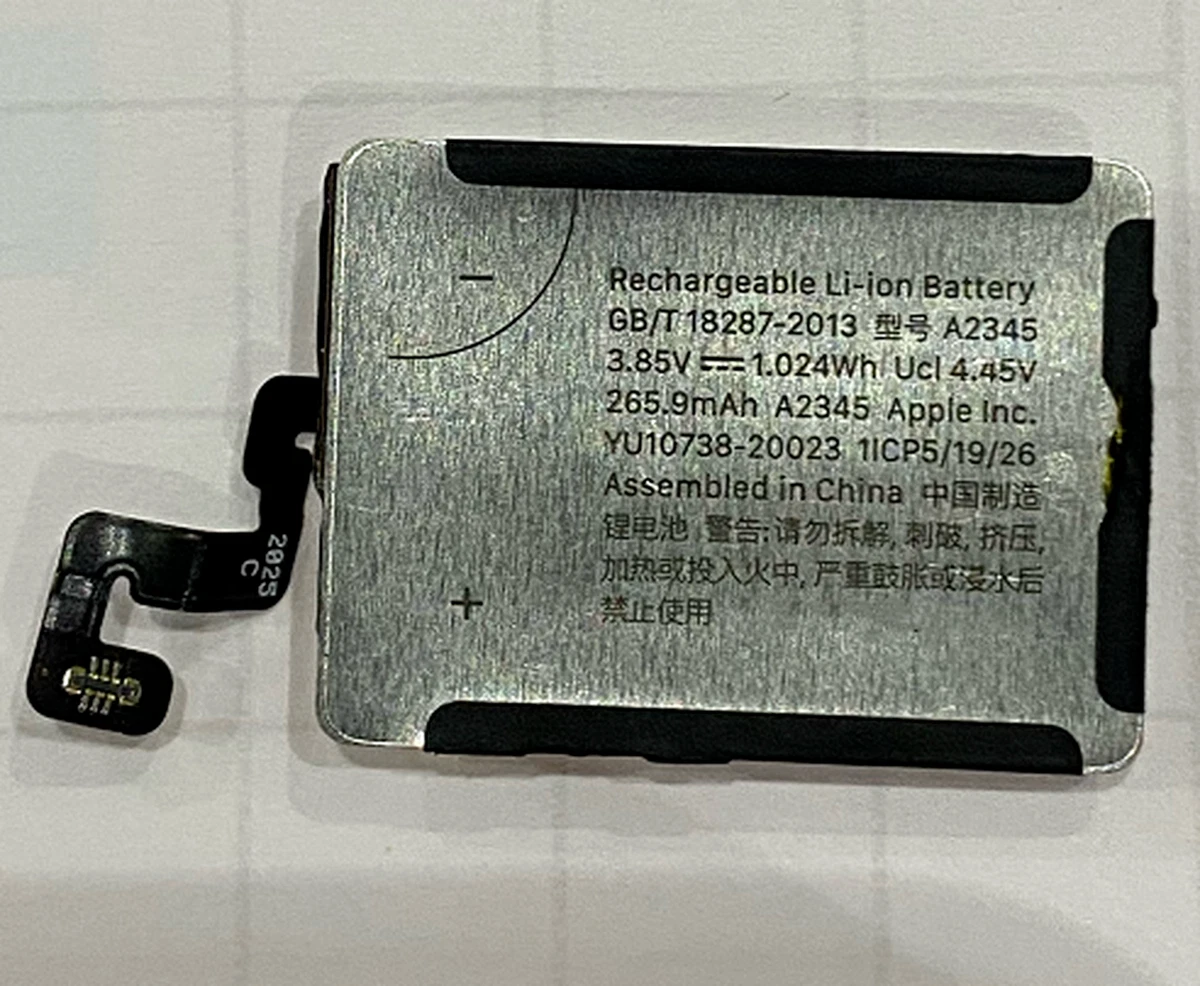 −
Rechargeable Li-ion Battery
GB/T 18287-2013 型号 A2345
3.85V ⎓ 1.024Wh Ucl 4.45V
265.9mAh A2345 Apple Inc.
YU10738-20023 1ICP5/19/26
Assembled in China 中国制造
锂电池 警告:请勿拆解, 刺破, 挤压,
加热或投入火中, 严重鼓胀或浸水后
禁止使用
+
2025
C